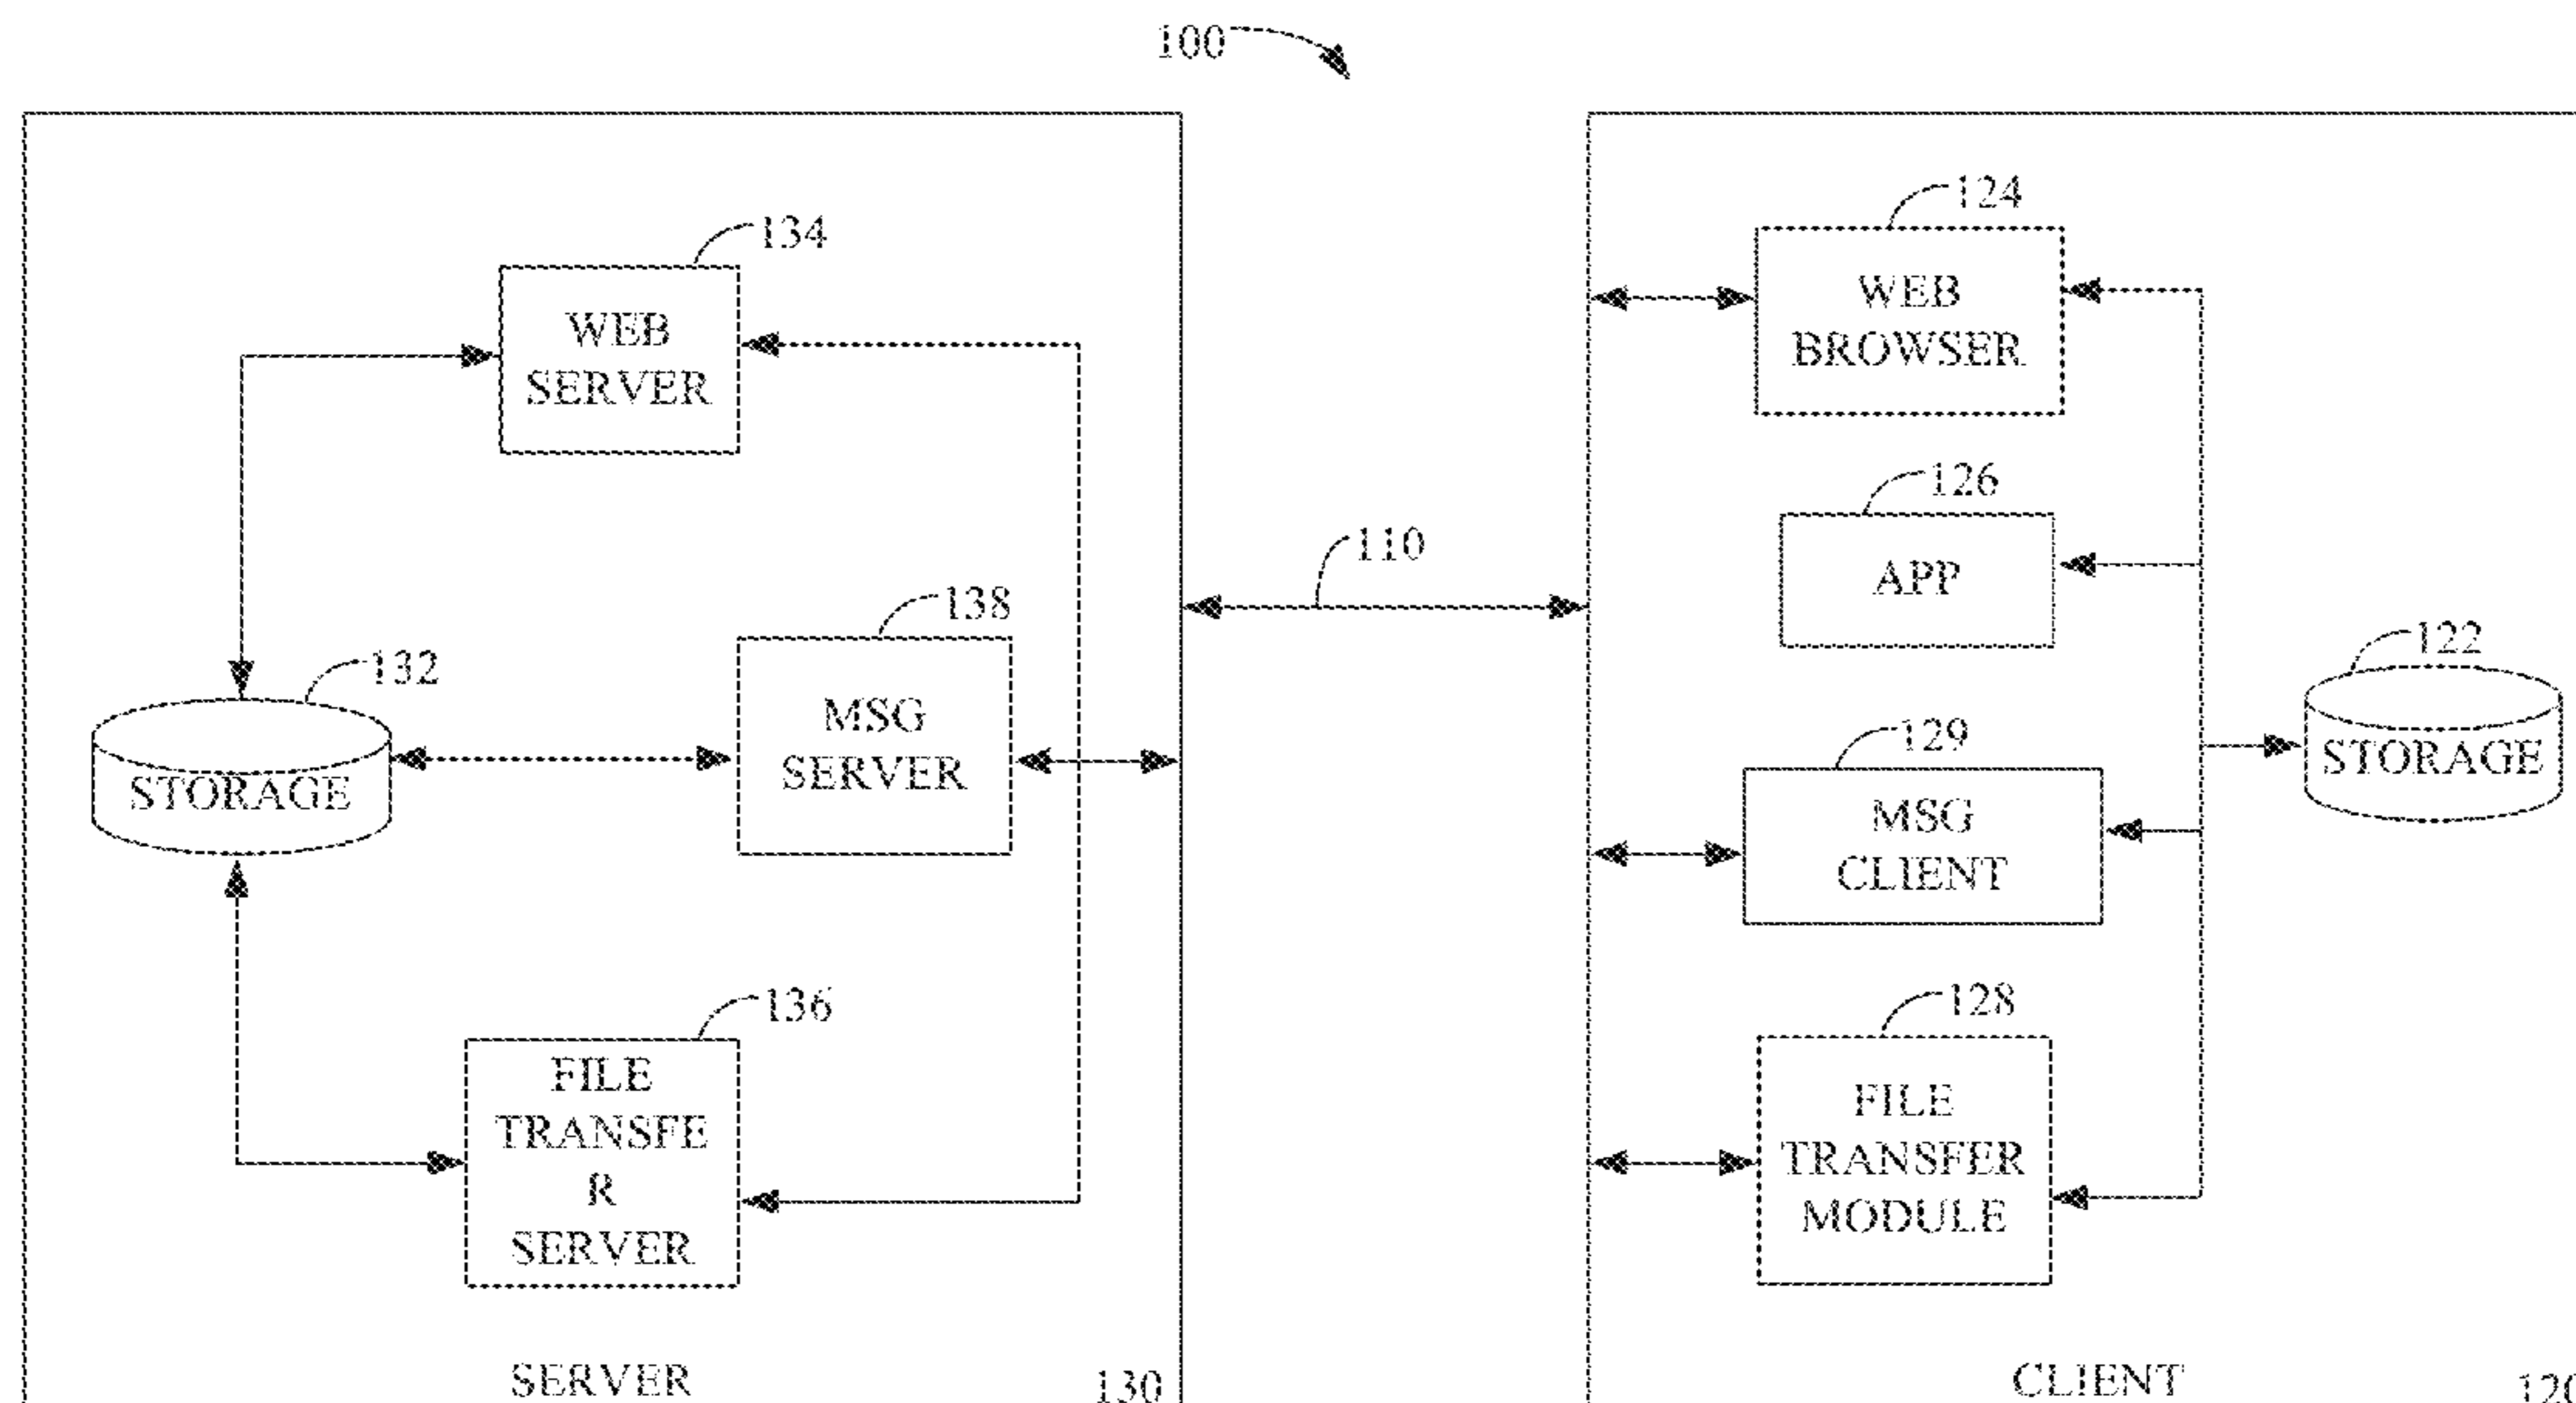 100
134
WEB
SERVER
138
MSG
SERVER
132
STORAGE
136
FILE
TRANSFE
R
SERVER
SERVER
130
110
124
WEB
BROWSER
126
APP
129
MSG
CLIENT
128
FILE
TRANSFER
MODULE
122
STORAGE
CLIENT
120